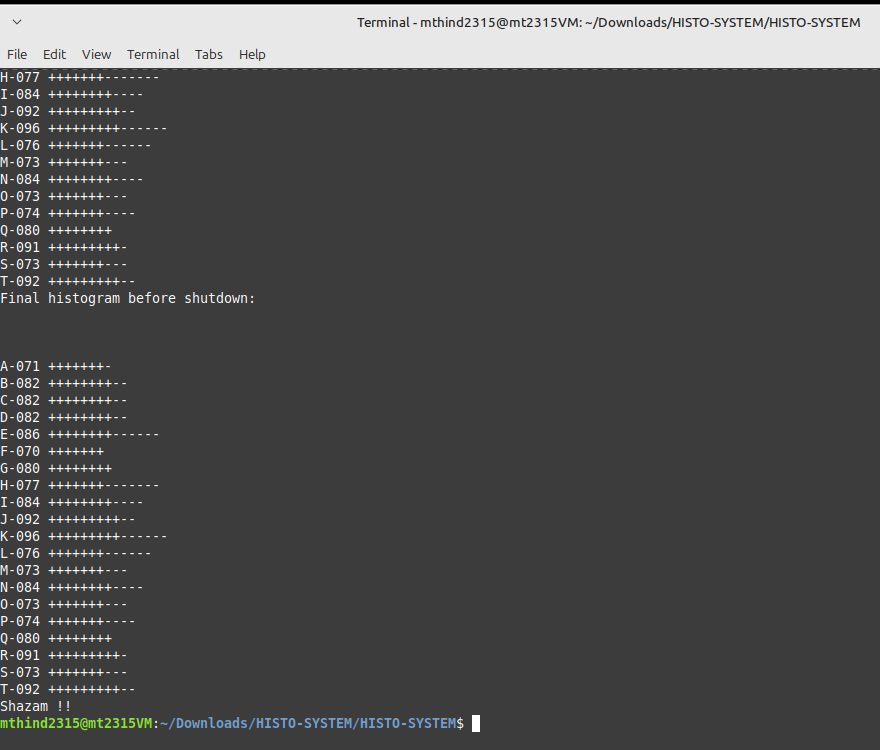 Terminal - mthind2315@mt2315VM: ~/Downloads/HISTO-SYSTEM/HISTO-SYSTEM
File Edit View Terminal Tabs Help
H-077 +++++++-------
I-084 ++++++++----
J-092 +++++++++--
K-096 +++++++++------
L-076 +++++++------
M-073 +++++++---
N-084 ++++++++----
O-073 +++++++---
P-074 +++++++----
Q-080 ++++++++
R-091 +++++++++-
S-073 +++++++---
T-092 +++++++++--
Final histogram before shutdown:
A-071 +++++++-
B-082 ++++++++--
C-082 ++++++++--
D-082 ++++++++--
E-086 ++++++++------
F-070 +++++++
G-080 ++++++++
H-077 +++++++-------
I-084 ++++++++----
J-092 +++++++++--
K-096 +++++++++------
L-076 +++++++------
M-073 +++++++---
N-084 ++++++++----
O-073 +++++++---
P-074 +++++++----
Q-080 ++++++++
R-091 +++++++++-
S-073 +++++++---
T-092 +++++++++--
Shazam !!
mthind2315@mt2315VM:~/Downloads/HISTO-SYSTEM/HISTO-SYSTEM$